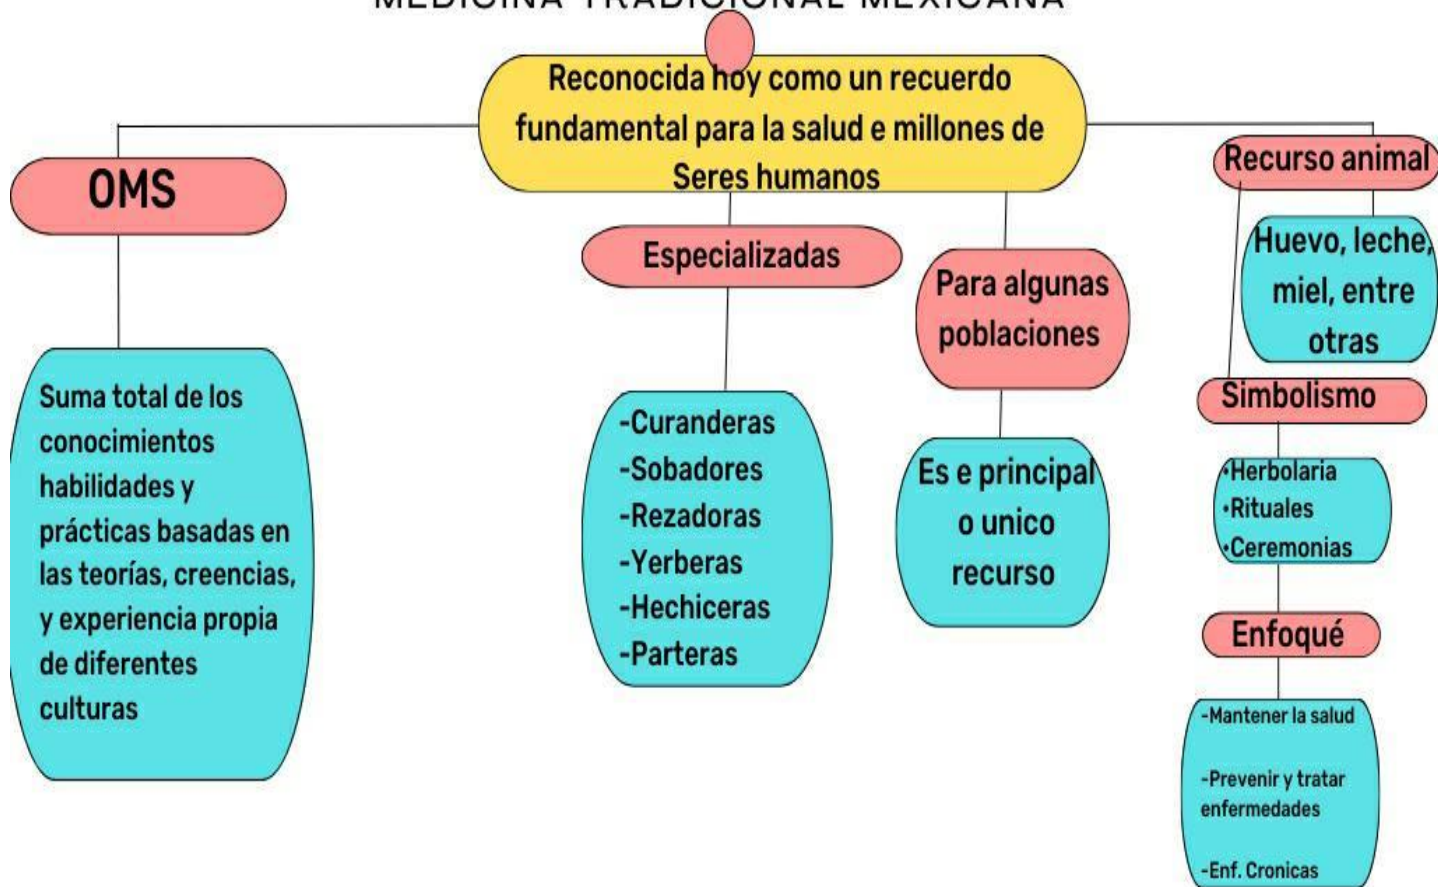 MEDICINA TRADICIONAL MEXICANA
Reconocida hoy como un recuerdo
fundamental para la salud e millones de
Seres humanos
OMS
Suma total de los
conocimientos
habilidades y
prácticas basadas en
las teorías, creencias,
y experiencia propia
de diferentes
culturas
Especializadas
-Curanderas
-Sobadores
-Rezadoras
-Yerberas
-Hechiceras
-Parteras
Para algunas
poblaciones
Es e principal
o unico
recurso
Recurso animal
Huevo, leche,
miel, entre
otras
Simbolismo
•Herbolaria
•Rituales
•Ceremonias
Enfoqué
-Mantener la salud
-Prevenir y tratar
enfermedades
-Enf. Cronicas